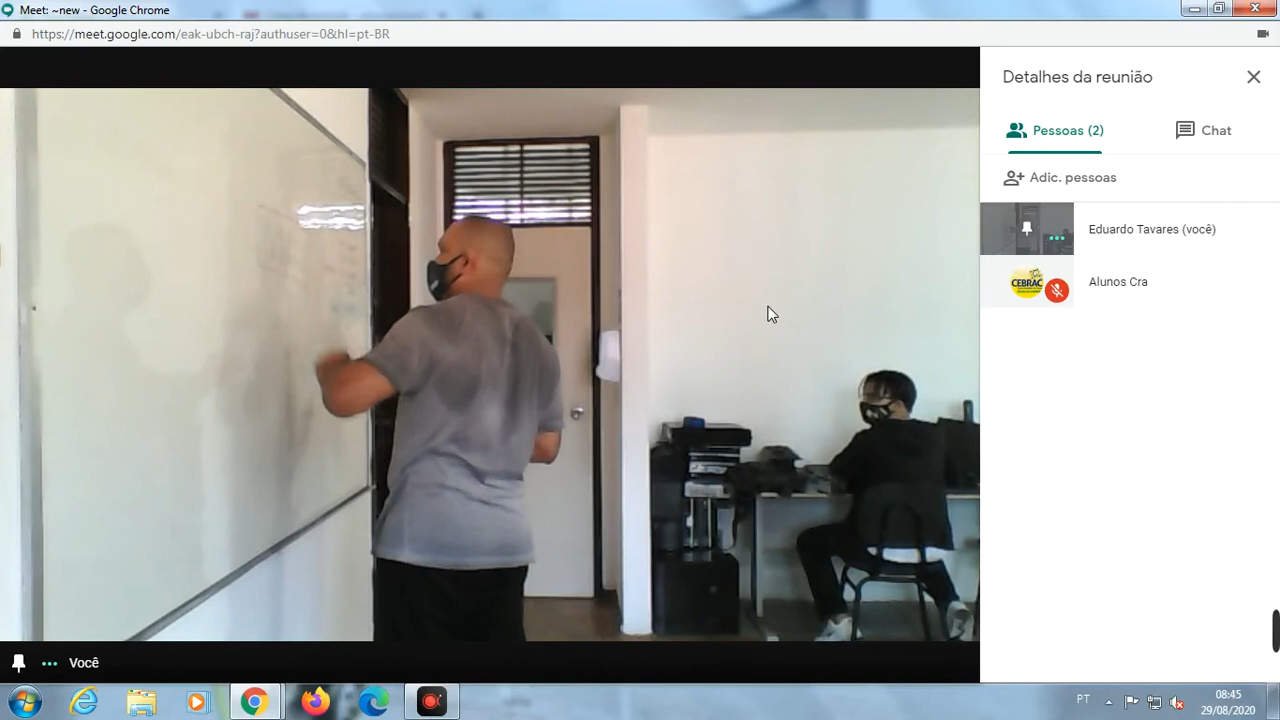 Meet: ~new - Google Chrome
https://meet.google.com/eak-ubch-raj?authuser=0&hl=pt-BR
Detalhes da reunião
Pessoas (2)
Chat
Adic. pessoas
Eduardo Tavares (você)
CEBRAC
Alunos Cra
Você
PT
08:45
29/08/2020